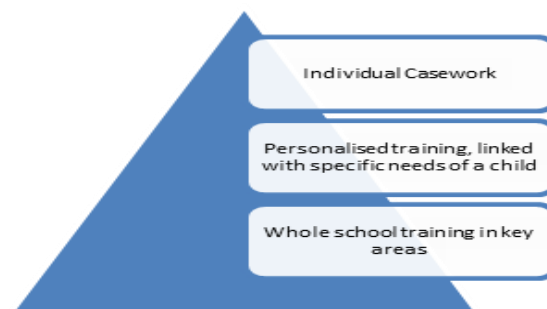 Individual Casework
Personalised training, linked
with specific needs of a child
Whole school training in key
areas